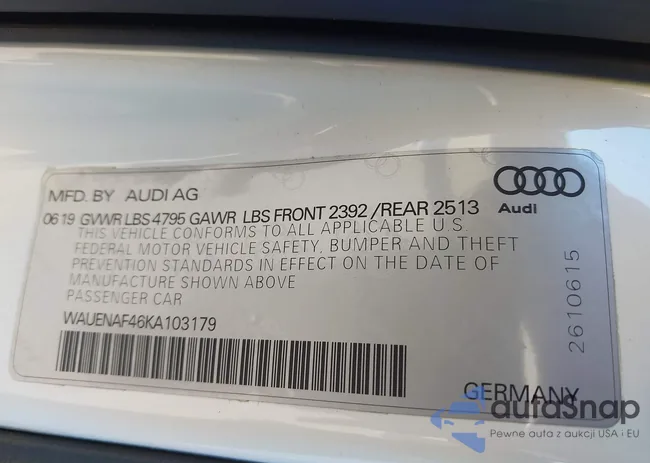 MFD. BY AUDI AG
06 19 GVWR LBS 4795 GAWR LBS FRONT 2392 /REAR 2513
THIS VEHICLE CONFORMS TO ALL APPLICABLE U.S.
FEDERAL MOTOR VEHICLE SAFETY, BUMPER AND THEFT
PREVENTION STANDARDS IN EFFECT ON THE DATE OF
MANUFACTURE SHOWN ABOVE
PASSENGER CAR
WAUENAF46KA103179
Audi
2610615
GERMANY
autoSnap
Pewne auta z aukcji USA i EU